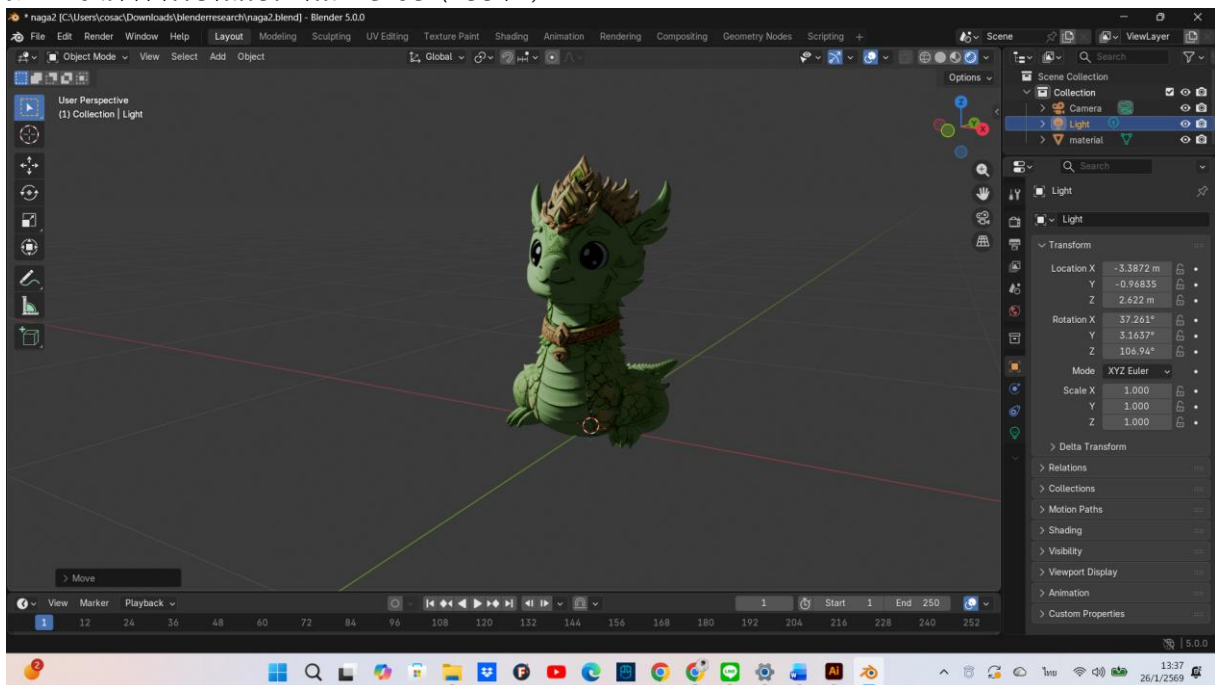 * naga2 [C:\Users\cosac\Downloads\blenderresearch\naga2.blend] - Blender 5.0.0
File Edit Render Window Help Layout Modeling Sculpting UV Editing Texture Paint Shading Animation Rendering Compositing Geometry Nodes Scripting + Scene ViewLayer
Object Mode View Select Add Object Global Search
Options
User Perspective
(1) Collection | Light
Scene Collection
Collection
Camera
Light
material
Search
Light
Light
Transform
Location X -3.3872 m
Y -0.96835
Z 2.622 m
Rotation X 37.261°
Y 3.1637°
Z 106.94°
Mode XYZ Euler
Scale X 1.000
Y 1.000
Z 1.000
Delta Transform
Relations
Collections
Motion Paths
Shading
Visibility
Viewport Display
Animation
Custom Properties
Move
View Marker Playback 1 Start 1 End 250
1 12 24 36 48 60 72 84 96 108 120 132 144 156 168 180 192 204 216 228 240 252
5.0.0
ไทย 13:37
26/1/2569